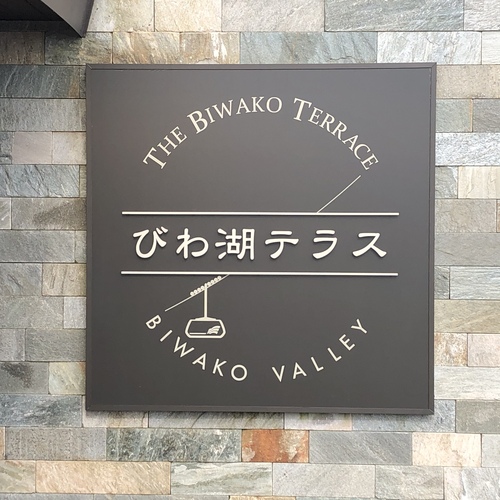 THE BIWAKO TERRACE
びわ湖テラス
BIWAKO VALLEY